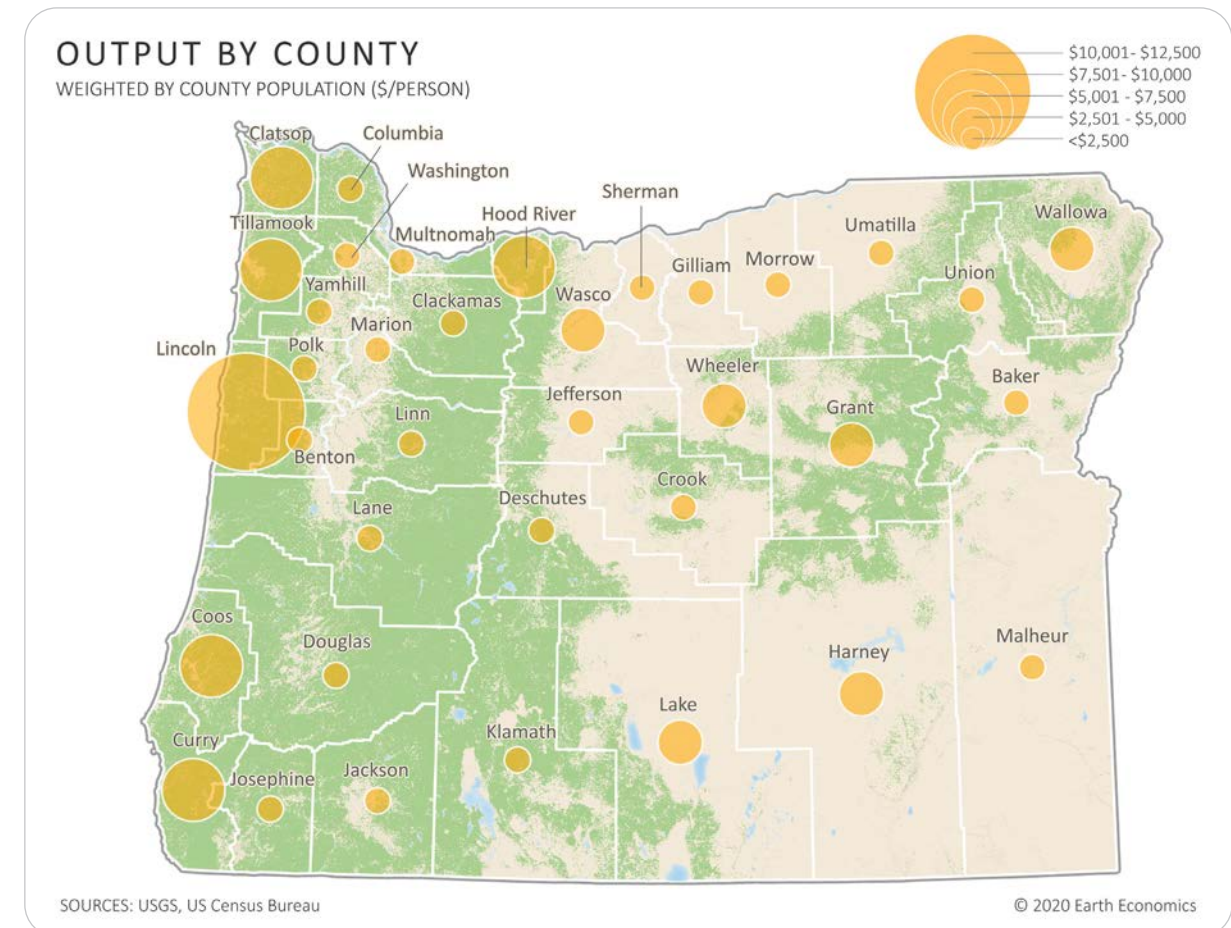 OUTPUT BY COUNTY
WEIGHTED BY COUNTY POPULATION ($/PERSON)
$10,001- $12,500
$7,501- $10,000
$5,001 - $7,500
$2,501 - $5,000
<$2,500
Clatsop
Columbia
Washington
Tillamook
Multnomah
Hood River
Sherman
Umatilla
Wallowa
Yamhill
Clackamas
Wasco
Gilliam
Morrow
Union
Marion
Lincoln
Polk
Jefferson
Wheeler
Baker
Linn
Grant
Benton
Lane
Deschutes
Crook
Coos
Douglas
Harney
Malheur
Curry
Josephine
Jackson
Klamath
Lake
SOURCES: USGS, US Census Bureau
© 2020 Earth Economics